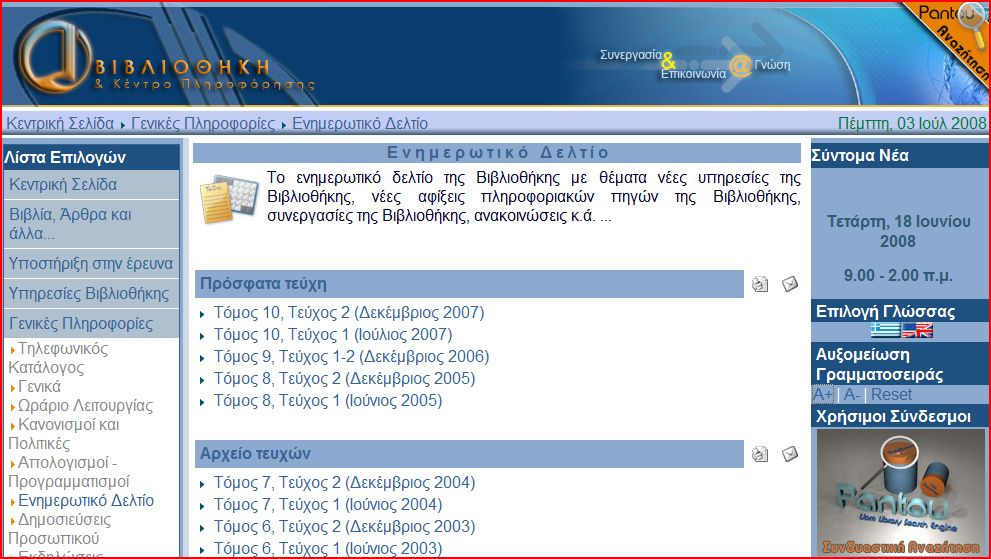 ΒΙΒΛΙΟΘΗΚΗ
& Κέντρο Πληροφόρησης
Συνεργασία
&
Επικοινωνία
@ Γνώση
Pantou
Αναζήτηση
Κεντρική Σελίδα Γενικές Πληροφορίες Ενημερωτικό Δελτίο
Πέμπτη, 03 Ιούλ 2008
Λίστα Επιλογών
Κεντρική Σελίδα
Βιβλία, Άρθρα και
άλλα...
Υποστήριξη στην έρευνα
Υπηρεσίες Βιβλιοθήκης
Γενικές Πληροφορίες
Τηλεφωνικός
Κατάλογος
Γενικά
Ωράριο Λειτουργίας
Κανονισμοί και
Πολιτικές
Απολογισμοί -
Προγραμματισμοί
Ενημερωτικό Δελτίο
Δημοσιεύσεις
Προσωπικού
Εκδηλώσεις
Ενημερωτικό Δελτίο
Το ενημερωτικό δελτίο της Βιβλιοθήκης με θέματα νέες υπηρεσίες της
Βιβλιοθήκης, νέες αφίξεις πληροφοριακών πηγών της Βιβλιοθήκης,
συνεργασίες της Βιβλιοθήκης, ανακοινώσεις κ.ά. ...
Πρόσφατα τεύχη
Τόμος 10, Τεύχος 2 (Δεκέμβριος 2007)
Τόμος 10, Τεύχος 1 (Ιούλιος 2007)
Τόμος 9, Τεύχος 1-2 (Δεκέμβριος 2006)
Τόμος 8, Τεύχος 2 (Δεκέμβριος 2005)
Τόμος 8, Τεύχος 1 (Ιούνιος 2005)
Αρχείο τευχών
Τόμος 7, Τεύχος 2 (Δεκέμβριος 2004)
Τόμος 7, Τεύχος 1 (Ιούνιος 2004)
Τόμος 6, Τεύχος 2 (Δεκέμβριος 2003)
Τόμος 6, Τεύχος 1 (Ιούνιος 2003)
Σύντομα Νέα
Τετάρτη, 18 Ιουνίου
2008
9.00 - 2.00 π.μ.
Επιλογή Γλώσσας
Αυξομείωση
Γραμματοσειράς
A+ | A- | Reset
Χρήσιμοι Σύνδεσμοι
Pantou
Uom Library Search Engine
Συνδυαστική Αναζήτηση